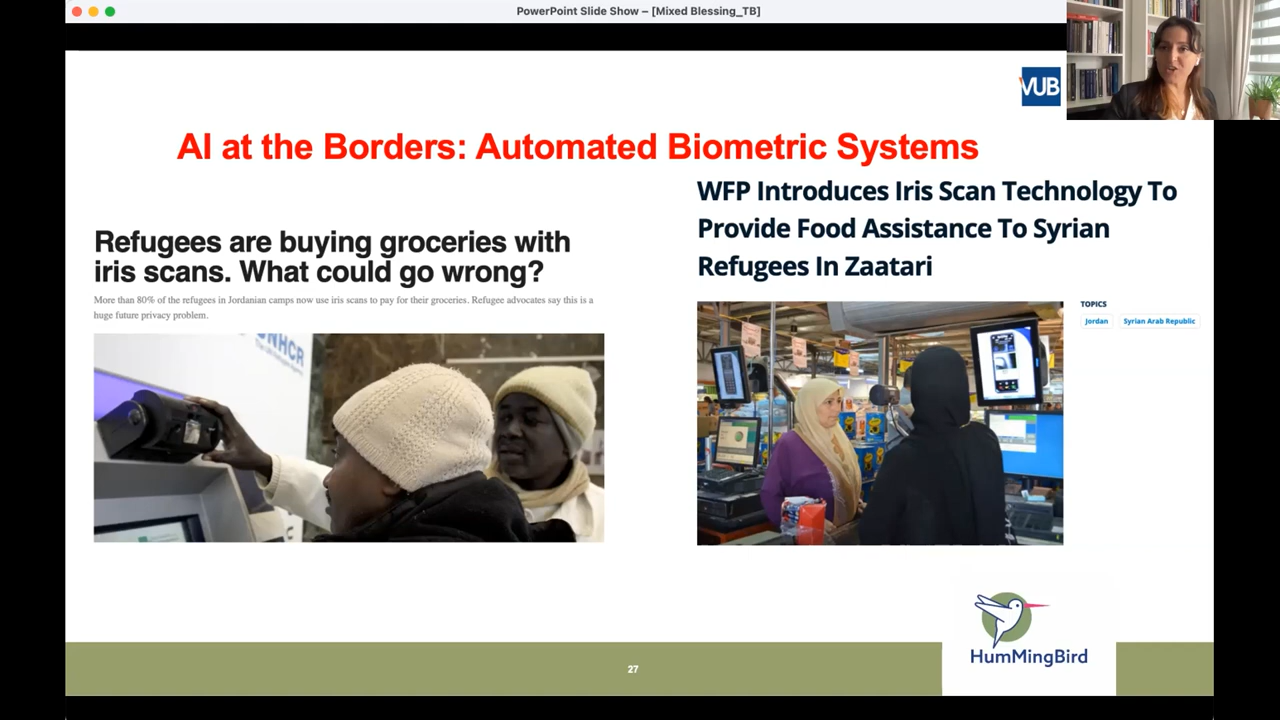 PowerPoint Slide Show – [Mixed Blessing_TB]
VUB
AI at the Borders: Automated Biometric Systems
Refugees are buying groceries with
iris scans. What could go wrong?
More than 80% of the refugees in Jordanian camps now use iris scans to pay for their groceries. Refugee advocates say this is a
huge future privacy problem.
UNHCR
WFP Introduces Iris Scan Technology To
Provide Food Assistance To Syrian
Refugees In Zaatari
TOPICS
Jordan
Syrian Arab Republic
HumMingBird
27